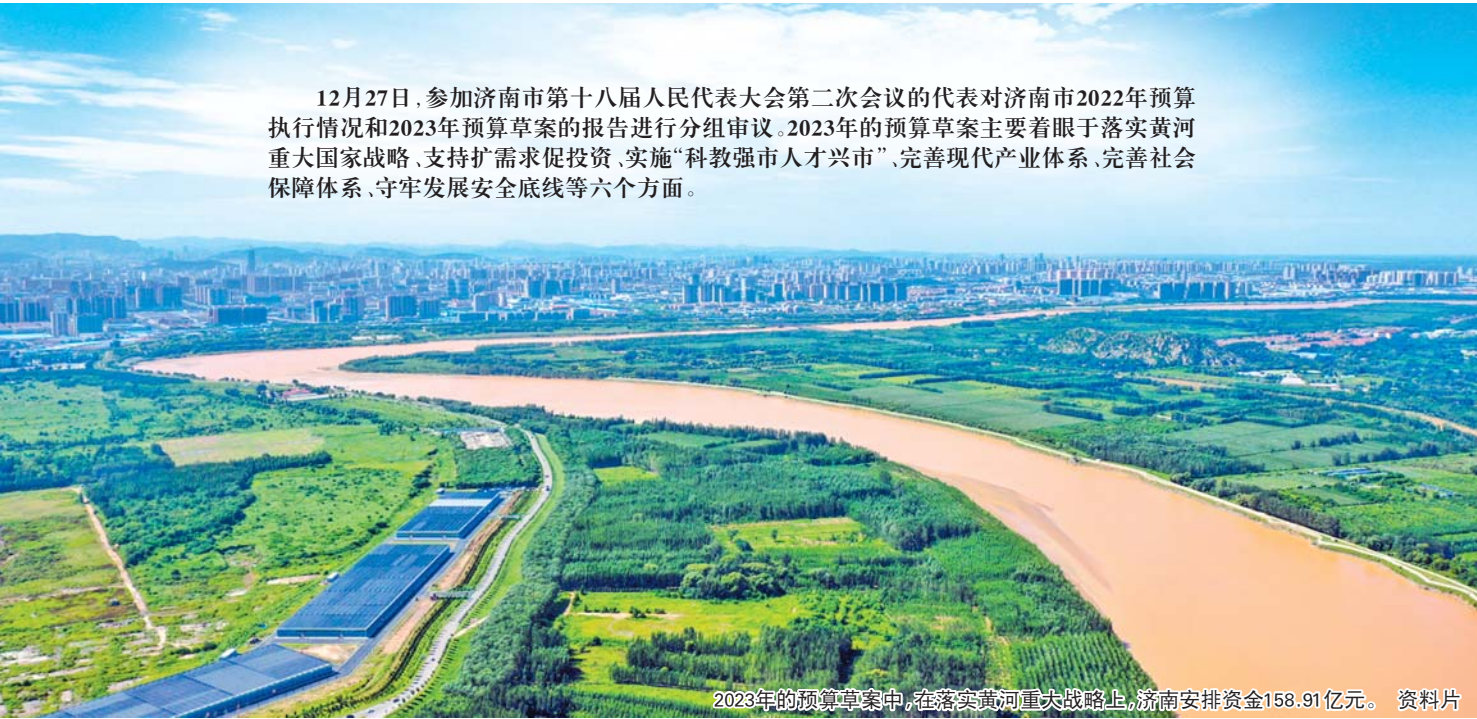 12月27日，参加济南市第十八届人民代表大会第二次会议的代表对济南市2022年预算
执行情况和2023年预算草案的报告进行分组审议。2023年的预算草案主要着眼于落实黄河
重大国家战略、支持扩需求促投资、实施“科教强市人才兴市”、完善现代产业体系、完善社会
保障体系、守牢发展安全底线等六个方面。
2023年的预算草案中，在落实黄河重大战略上，济南安排资金158.91亿元。 资料片